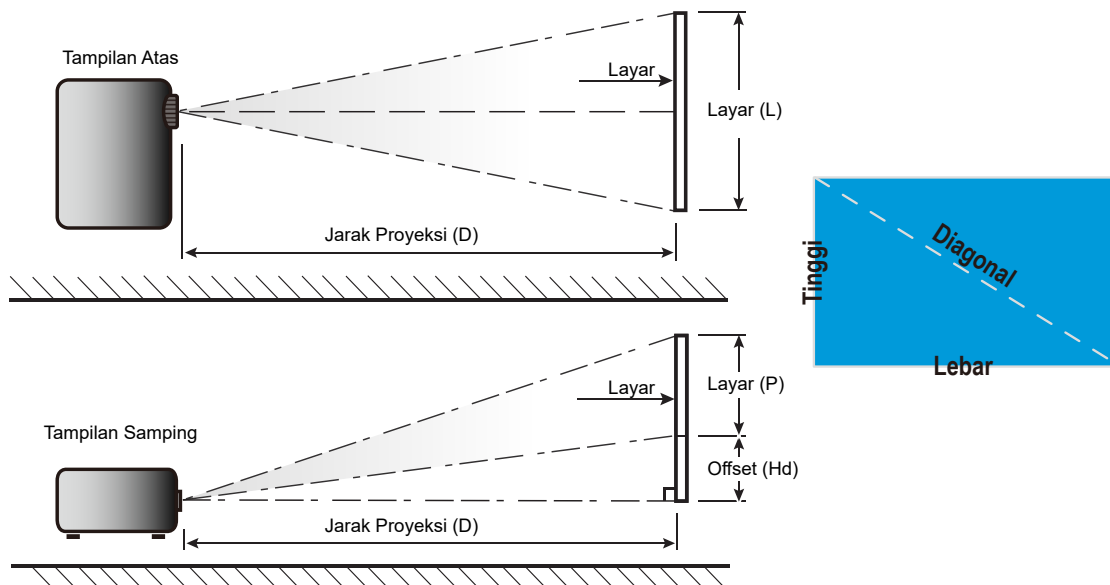 Tampilan Atas
Layar
Layar (L)
Jarak Proyeksi (D)
Tinggi
Diagonal
Lebar
Tampilan Samping
Layar
Layar (P)
Offset (Hd)
Jarak Proyeksi (D)